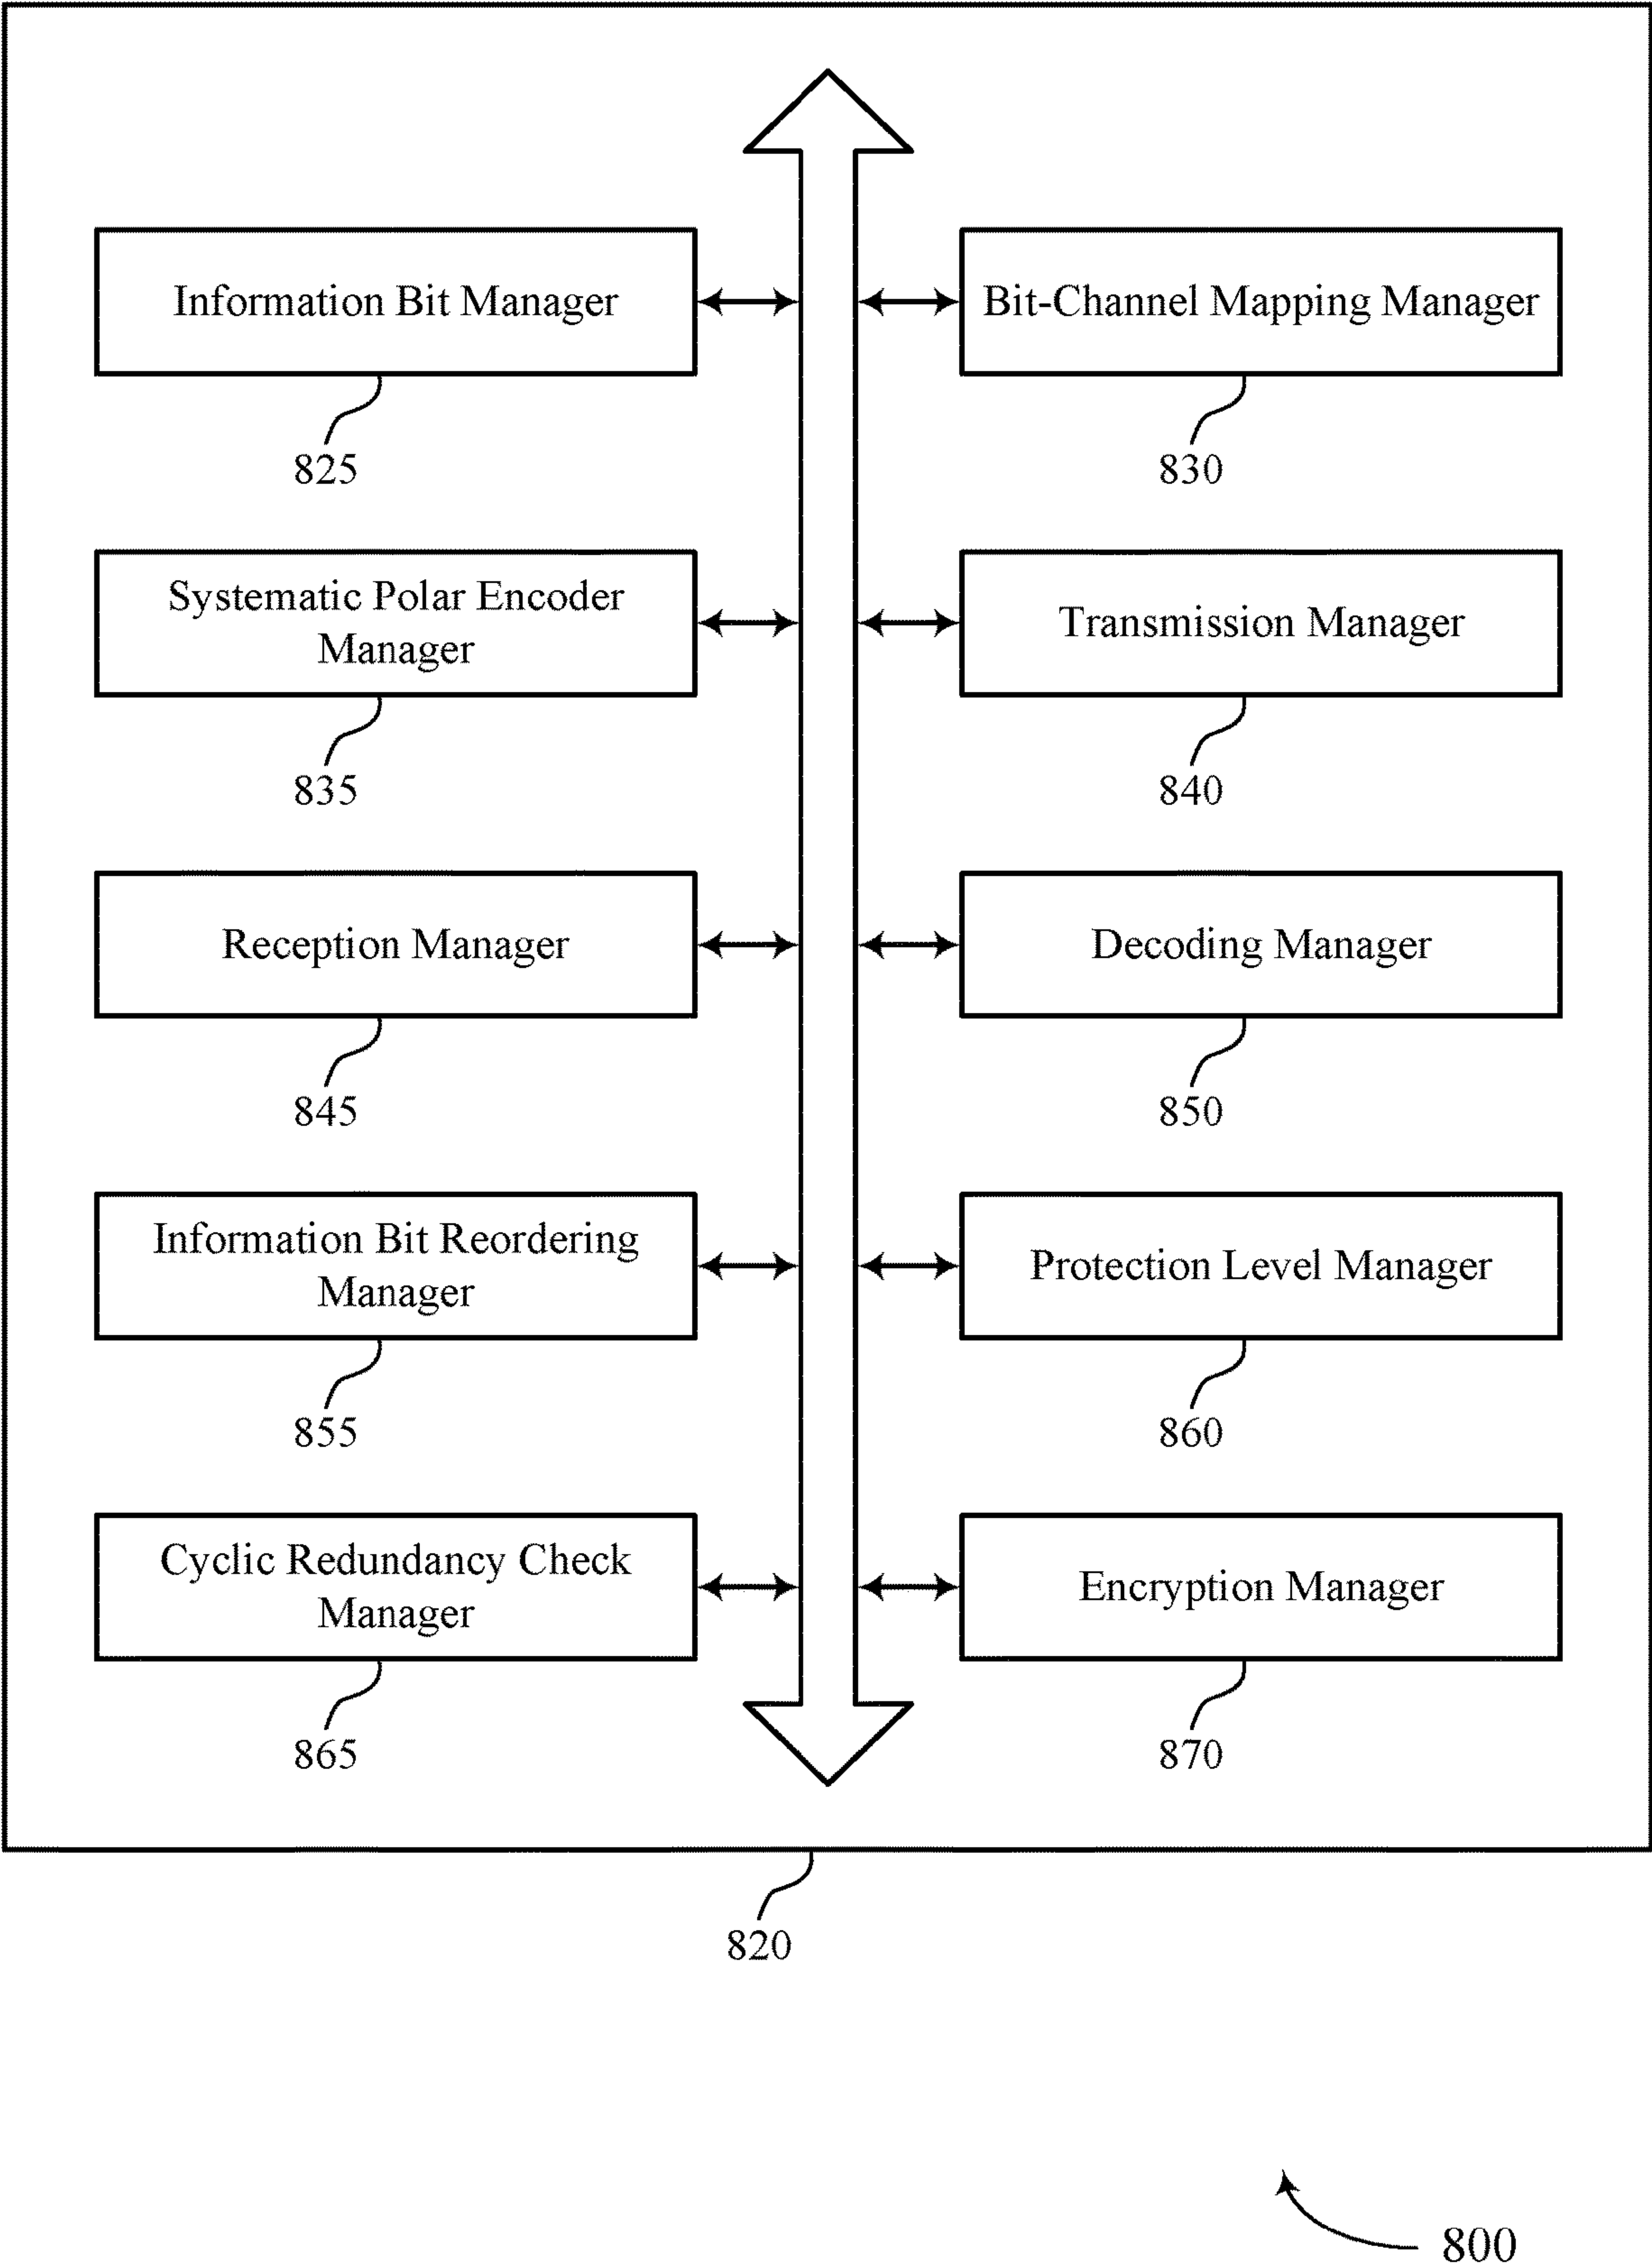 Information Bit Manager
Bit-Channel Mapping Manager
825
830
Systematic Polar Encoder
Manager
Transmission Manager
835
840
Reception Manager
Decoding Manager
845
850
Information Bit Reordering
Manager
Protection Level Manager
855
860
Cyclic Redundancy Check
Manager
Encryption Manager
865
870
820
800